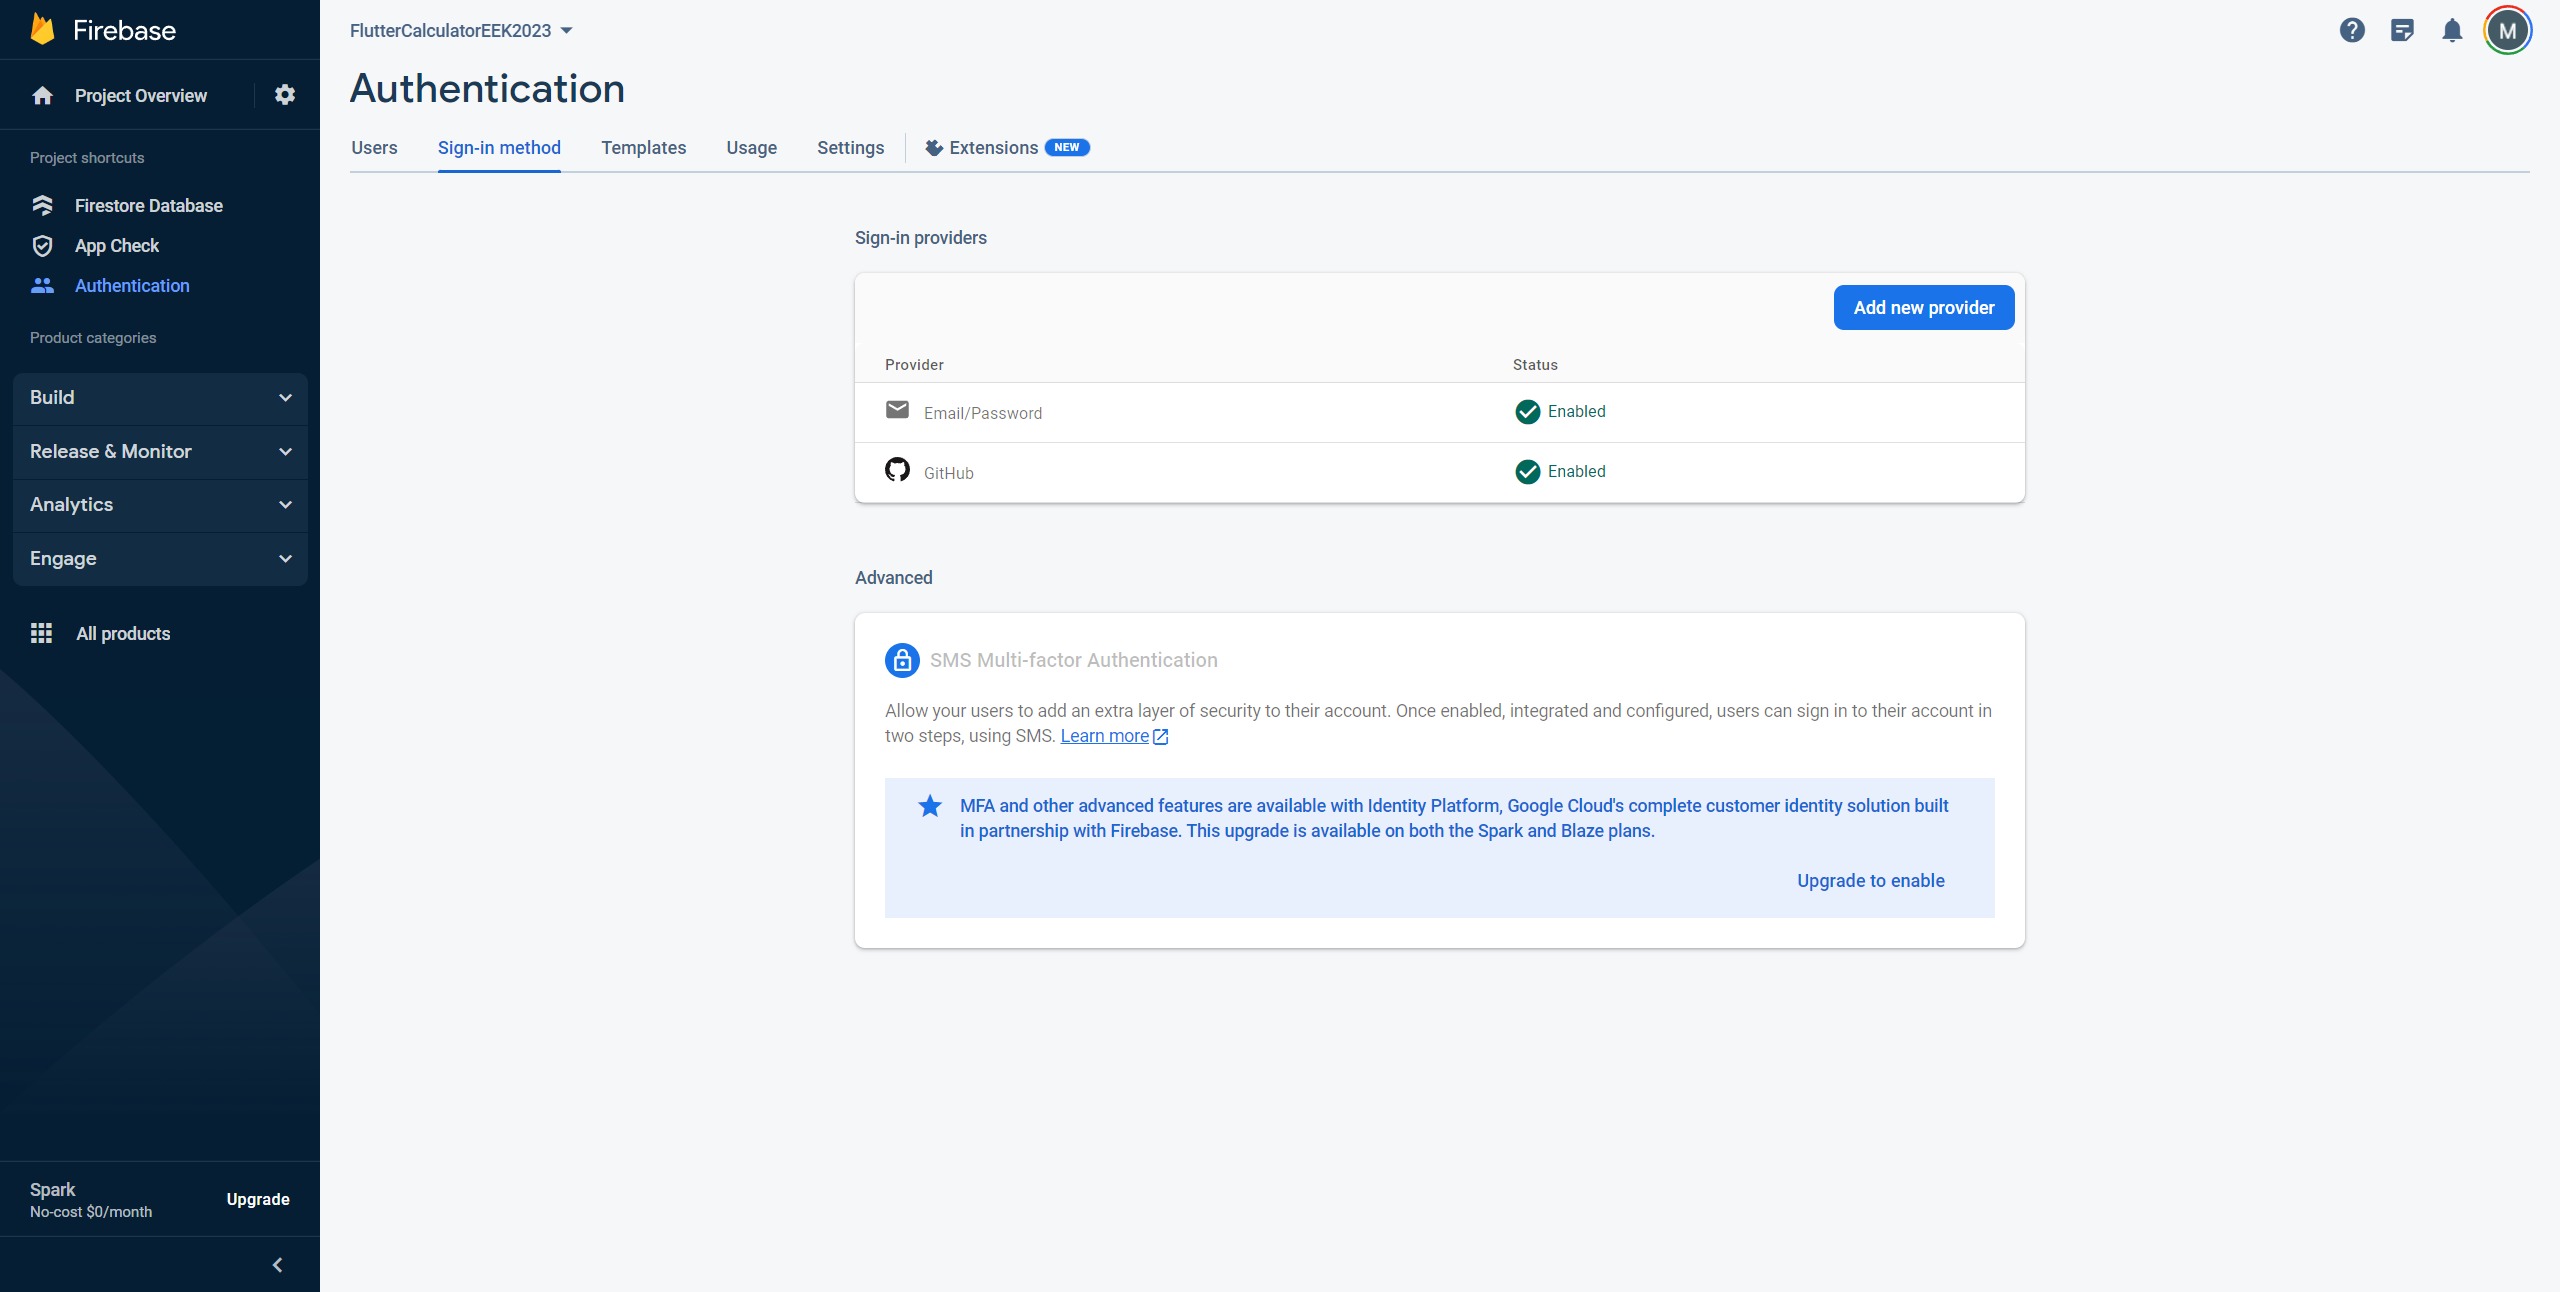 Firebase
Project Overview
Project shortcuts
Firestore Database
App Check
Authentication
Product categories
Build
Release & Monitor
Analytics
Engage
All products
Spark
No-cost $0/month
Upgrade
FlutterCalculatorEEK2023
M
Authentication
Users Sign-in method Templates Usage Settings Extensions NEW
Sign-in providers
Add new provider
Provider Status
Email/Password Enabled
GitHub Enabled
Advanced
SMS Multi-factor Authentication
Allow your users to add an extra layer of security to their account. Once enabled, integrated and configured, users can sign in to their account in
two steps, using SMS. Learn more
MFA and other advanced features are available with Identity Platform, Google Cloud's complete customer identity solution built
in partnership with Firebase. This upgrade is available on both the Spark and Blaze plans.
Upgrade to enable